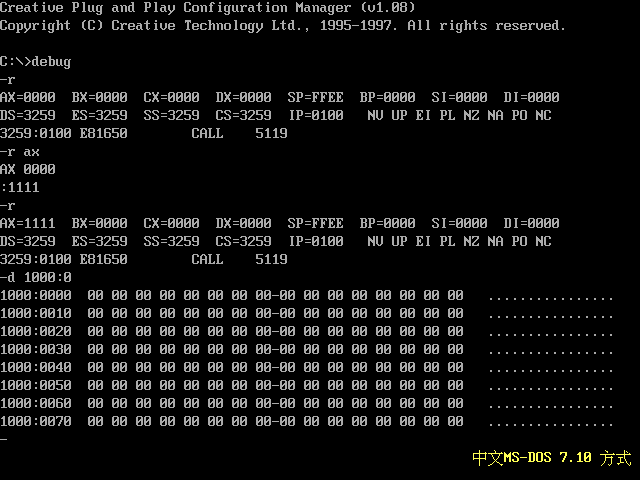 Creative Plug and Play Configuration Manager (v1.08)
Copyright (C) Creative Technology Ltd., 1995-1997. All rights reserved.
C:\>debug
-r
AX=0000  BX=0000  CX=0000  DX=0000  SP=FFEE  BP=0000  SI=0000  DI=0000
DS=3259  ES=3259  SS=3259  CS=3259  IP=0100   NV UP EI PL NZ NA PO NC
3259:0100 E81650        CALL    5119
-r ax
AX 0000
:1111
-r
AX=1111  BX=0000  CX=0000  DX=0000  SP=FFEE  BP=0000  SI=0000  DI=0000
DS=3259  ES=3259  SS=3259  CS=3259  IP=0100   NV UP EI PL NZ NA PO NC
3259:0100 E81650        CALL    5119
-d 1000:0
1000:0000  00 00 00 00 00 00 00 00-00 00 00 00 00 00 00 00   ................
1000:0010  00 00 00 00 00 00 00 00-00 00 00 00 00 00 00 00   ................
1000:0020  00 00 00 00 00 00 00 00-00 00 00 00 00 00 00 00   ................
1000:0030  00 00 00 00 00 00 00 00-00 00 00 00 00 00 00 00   ................
1000:0040  00 00 00 00 00 00 00 00-00 00 00 00 00 00 00 00   ................
1000:0050  00 00 00 00 00 00 00 00-00 00 00 00 00 00 00 00   ................
1000:0060  00 00 00 00 00 00 00 00-00 00 00 00 00 00 00 00   ................
1000:0070  00 00 00 00 00 00 00 00-00 00 00 00 00 00 00 00   ................
-
中文MS-DOS 7.10 方式